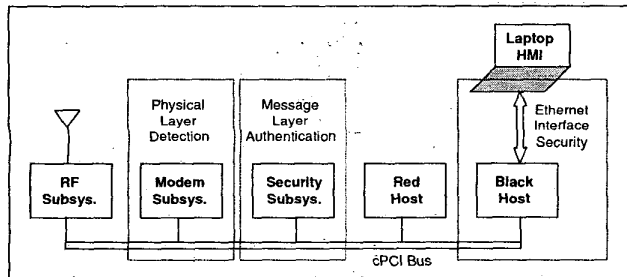 Laptop
HMI
Physical
Layer
Detection
Message
Layer
Authentication
Ethernet
Interface
Security
RF
Subsys.
Modem
Subsys.
Security
Subsys.
Red
Host
Black
Host
cPCI Bus